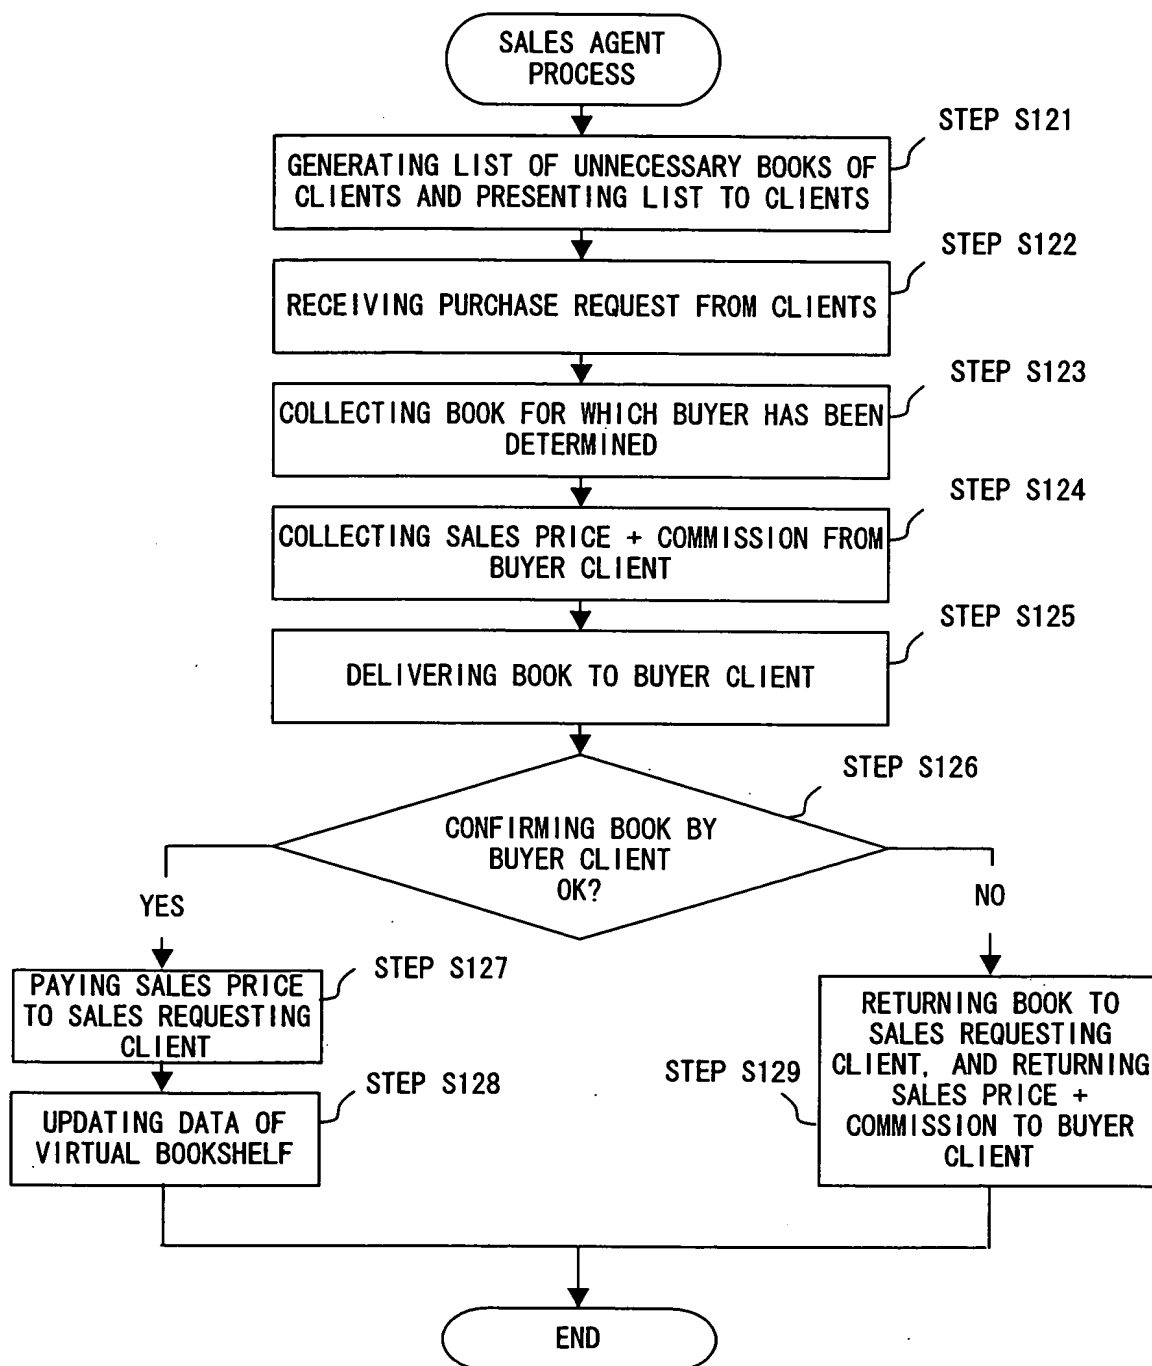 SALES AGENT
PROCESS
STEP S121
GENERATING LIST OF UNNECESSARY BOOKS OF
CLIENTS AND PRESENTING LIST TO CLIENTS
STEP S122
RECEIVING PURCHASE REQUEST FROM CLIENTS
STEP S123
COLLECTING BOOK FOR WHICH BUYER HAS BEEN
DETERMINED
STEP S124
COLLECTING SALES PRICE + COMMISSION FROM
BUYER CLIENT
STEP S125
DELIVERING BOOK TO BUYER CLIENT
STEP S126
CONFIRMING BOOK BY
BUYER CLIENT
OK?
YES
NO
STEP S127
PAYING SALES PRICE
TO SALES REQUESTING
CLIENT
STEP S128
UPDATING DATA OF
VIRTUAL BOOKSHELF
STEP S129
RETURNING BOOK TO
SALES REQUESTING
CLIENT, AND RETURNING
SALES PRICE +
COMMISSION TO BUYER
CLIENT
END